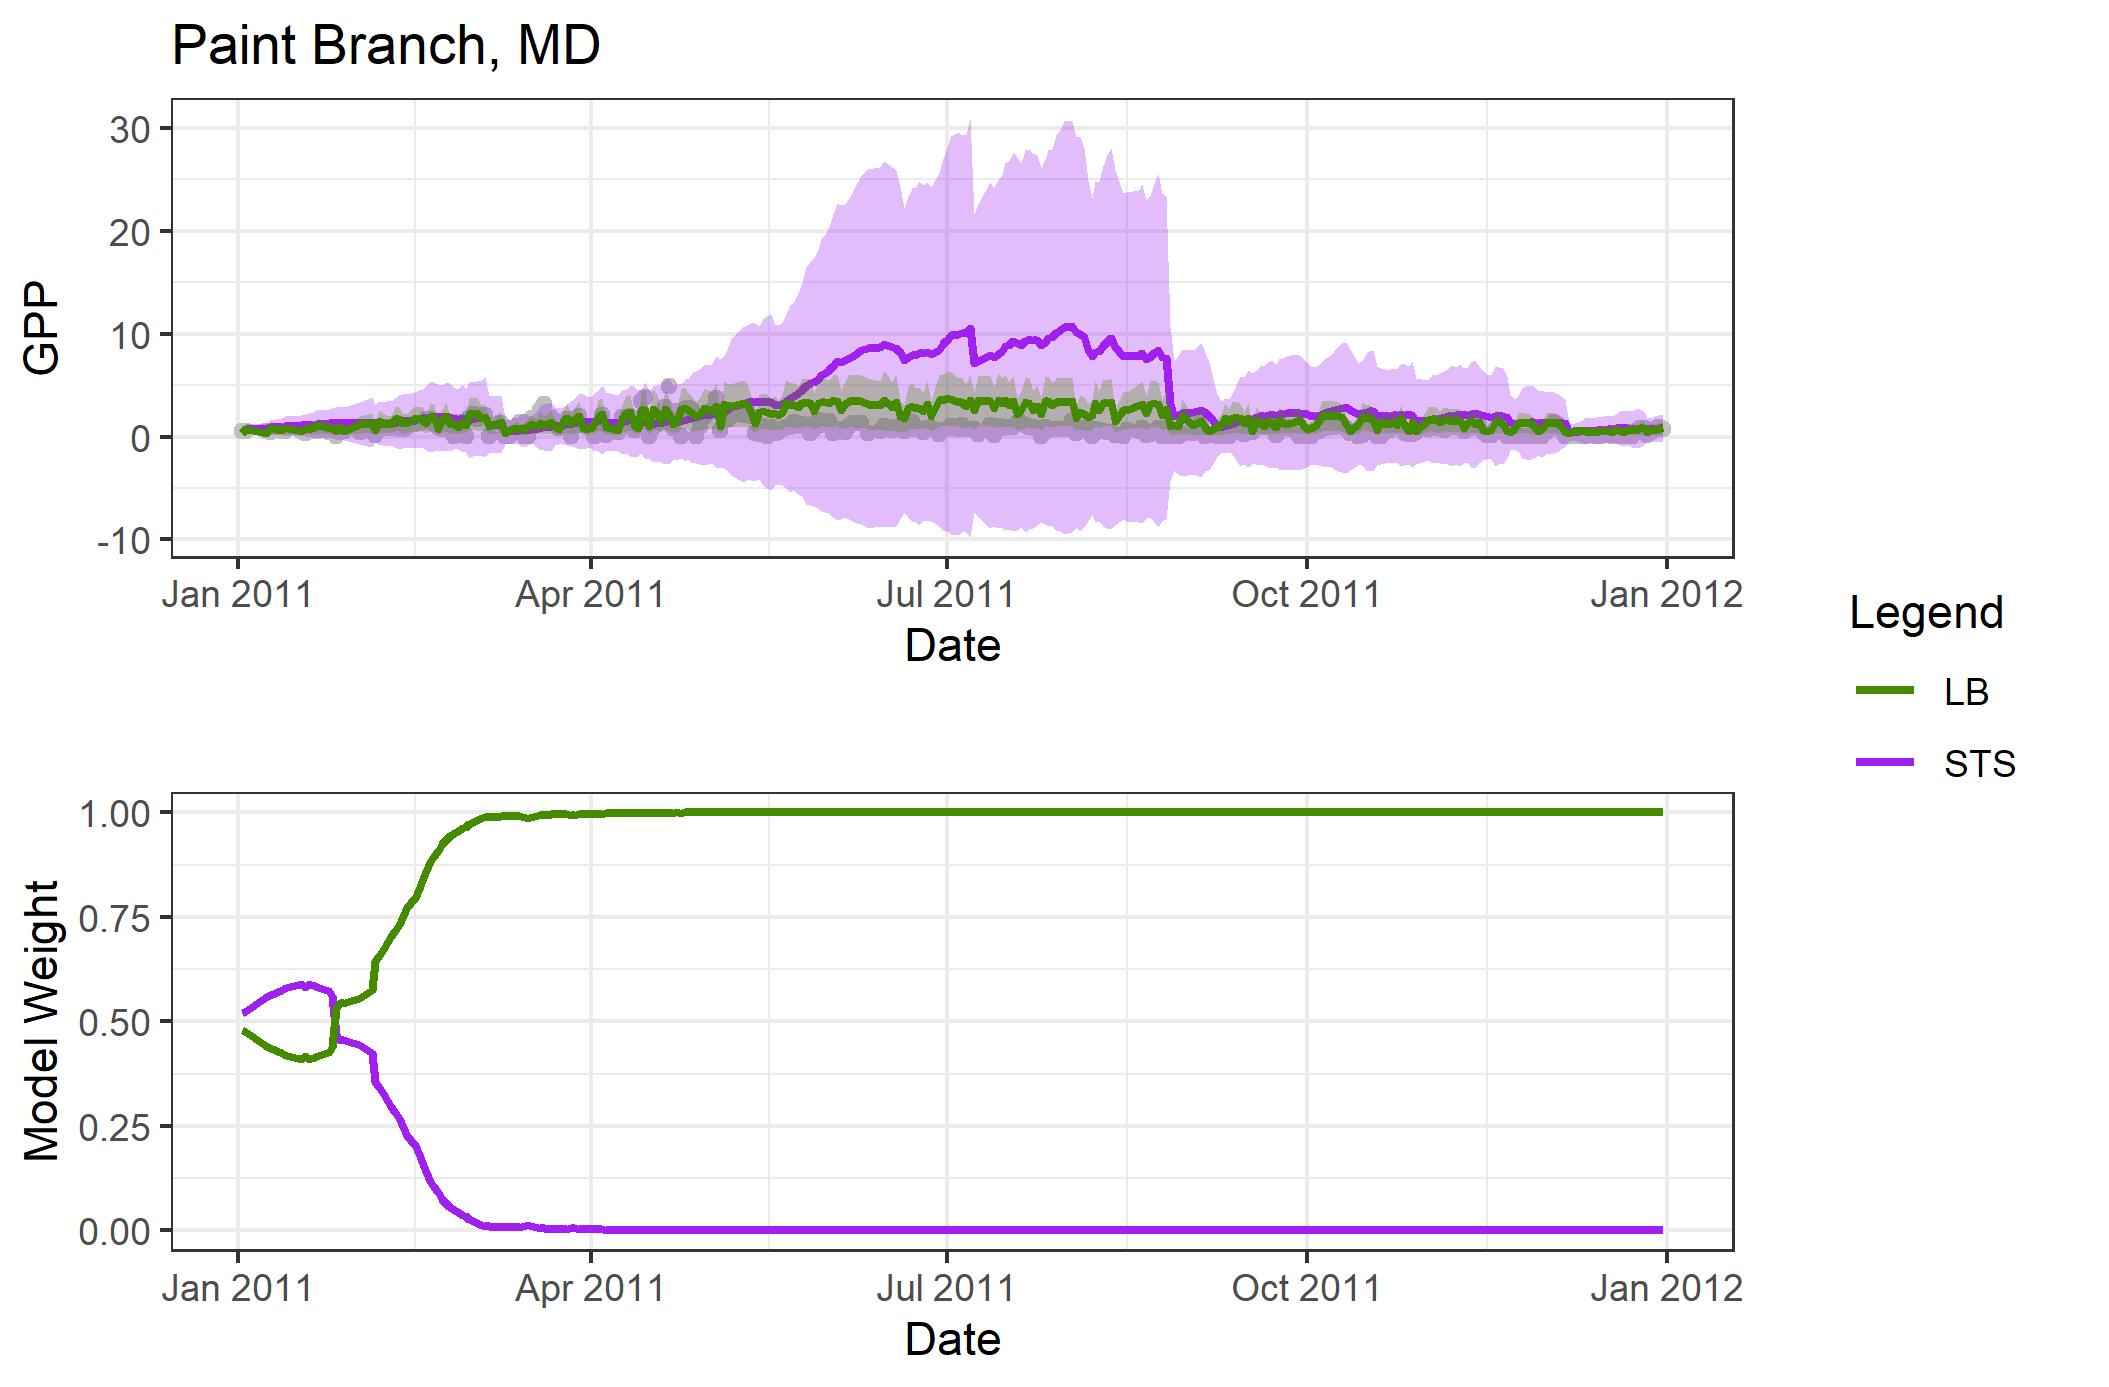 Paint Branch, MD
GPP
30
20
10
0
-10
Jan 2011 Apr 2011 Jul 2011 Oct 2011 Jan 2012
Date
Legend
LB
STS
Model Weight
1.00
0.75
0.50
0.25
0.00
Jan 2011 Apr 2011 Jul 2011 Oct 2011 Jan 2012
Date